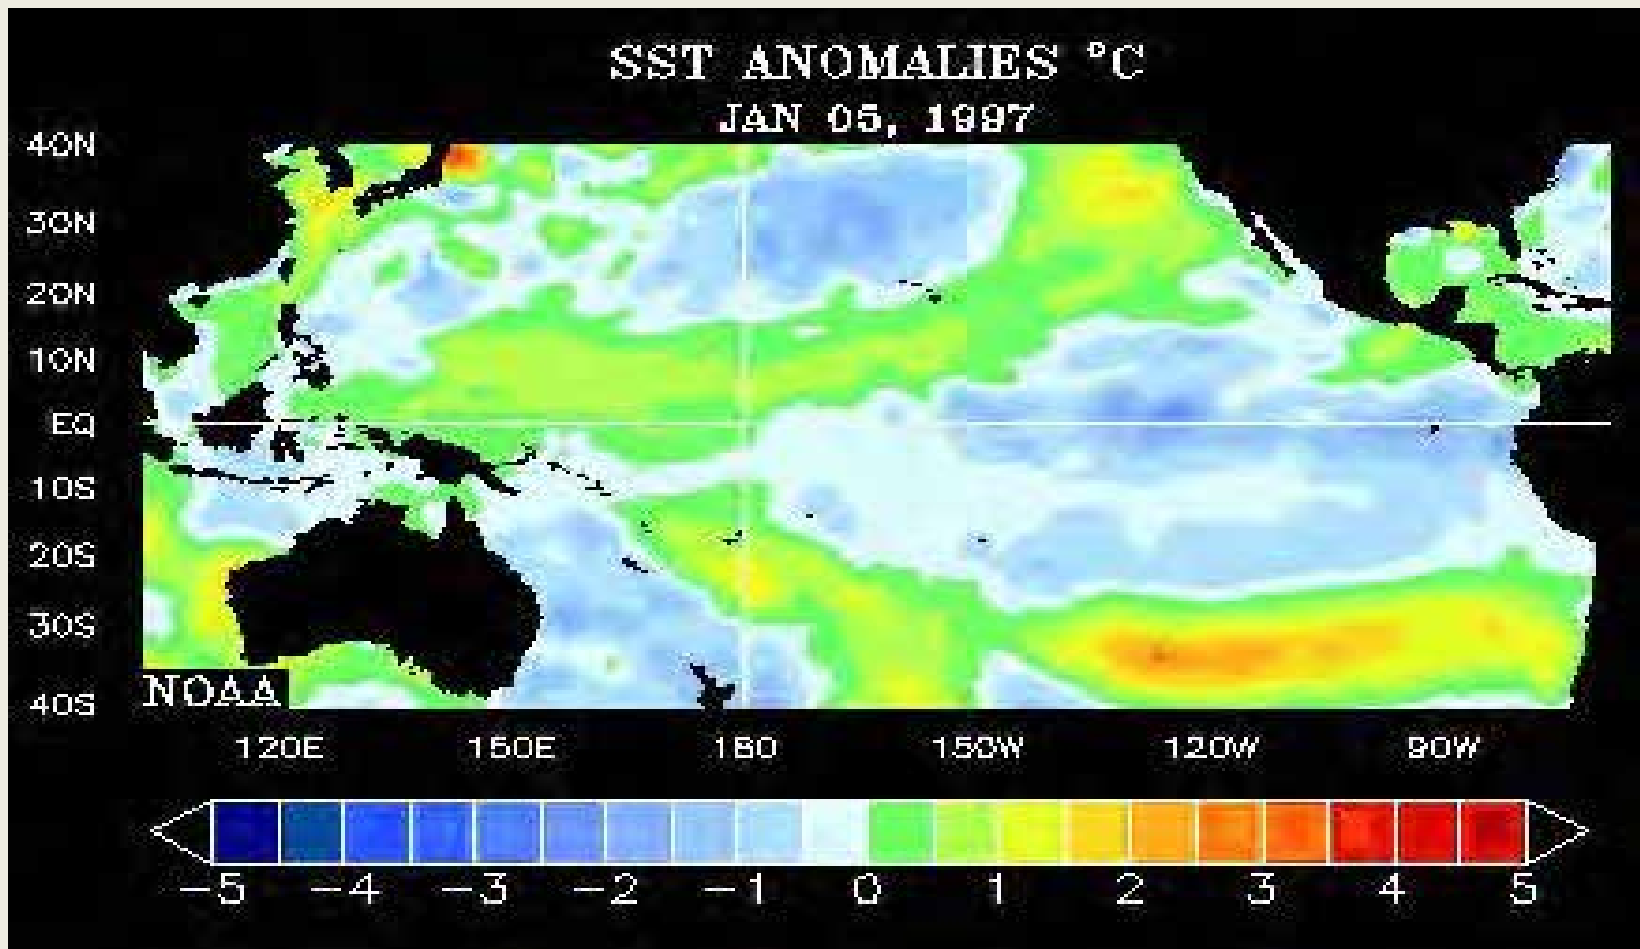 SST ANOMALIES °C
JAN 05, 1997
40N
30N
20N
10N
EQ
10S
20S
30S
40S
NOAA
120E 150E 180 150W 120W 90W
-5 -4 -3 -2 -1 0 1 2 3 4 5